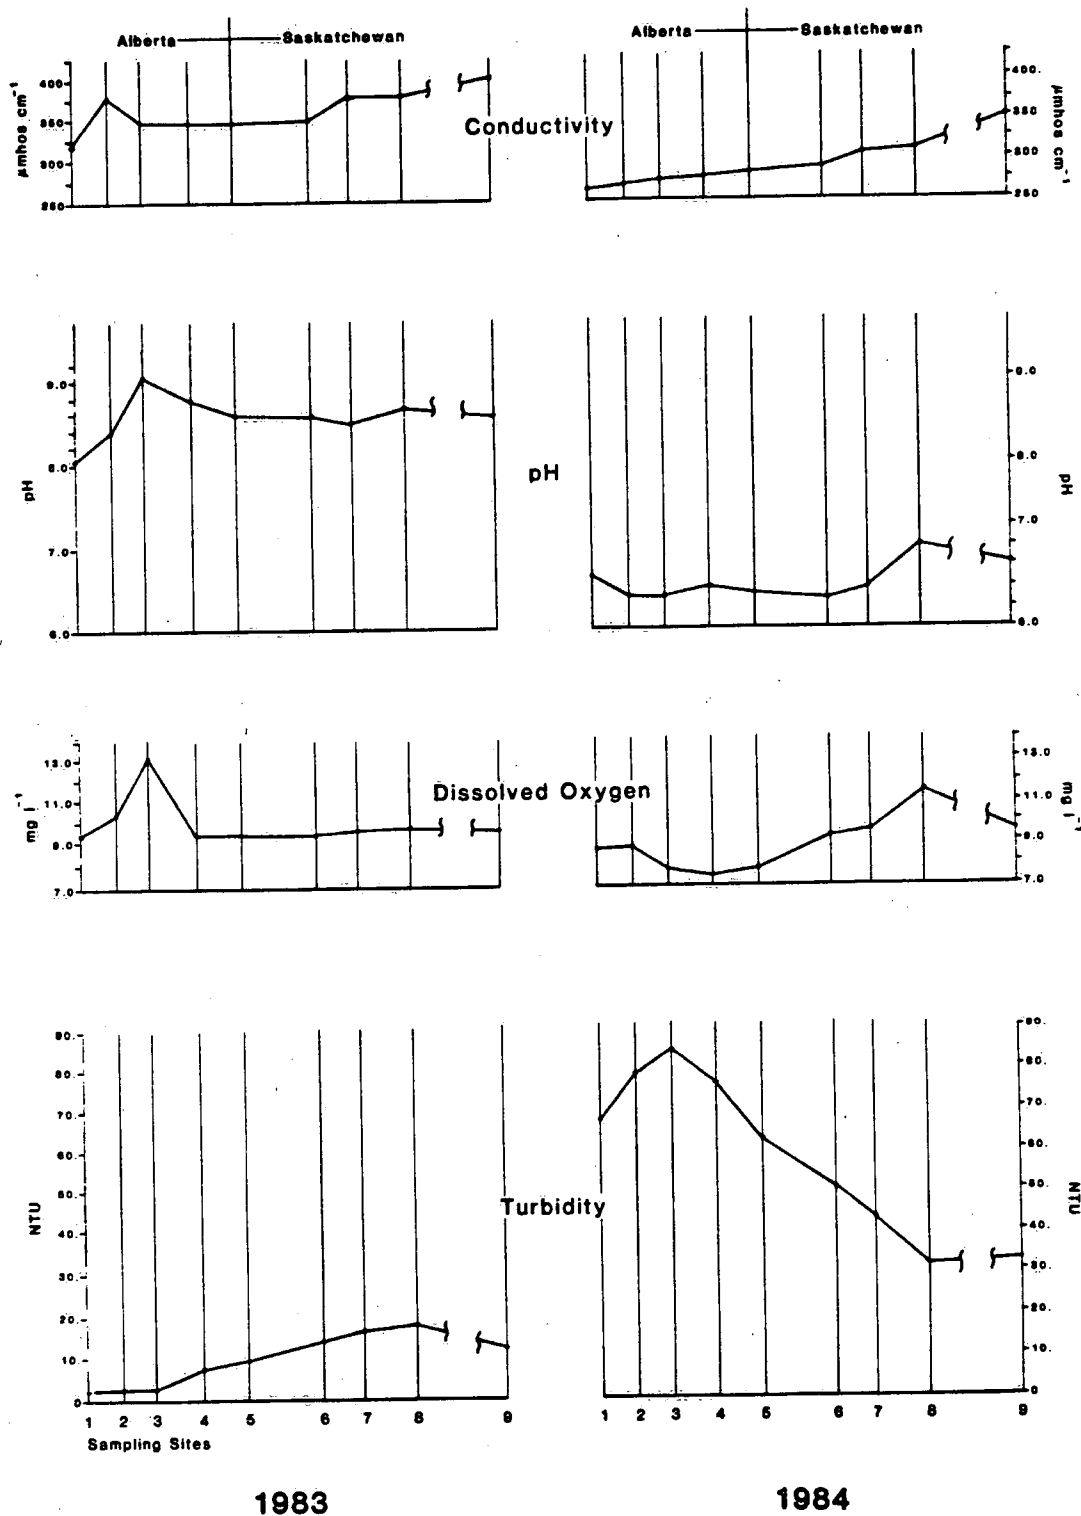 Alberta Saskatchewan
Alberta Saskatchewan
400
350
300
250
µmhos cm⁻¹
Conductivity
400.
350
300
250
µmhos cm⁻¹
9.0
8.0
7.0
6.0
pH
pH
9.0
8.0
7.0
6.0
pH
13.0
11.0
9.0
7.0
mg l⁻¹
Dissolved Oxygen
13.0
11.0
9.0
7.0
mg l⁻¹
90.
80.
70.
60.
50.
40.
30.
20.
10.
0
NTU
Turbidity
90.
80.
70.
60.
50.
40.
30.
20.
10.
0
NTU
1 2 3 4 5 6 7 8 9
1 2 3 4 5 6 7 8 9
Sampling Sites
1983
1984